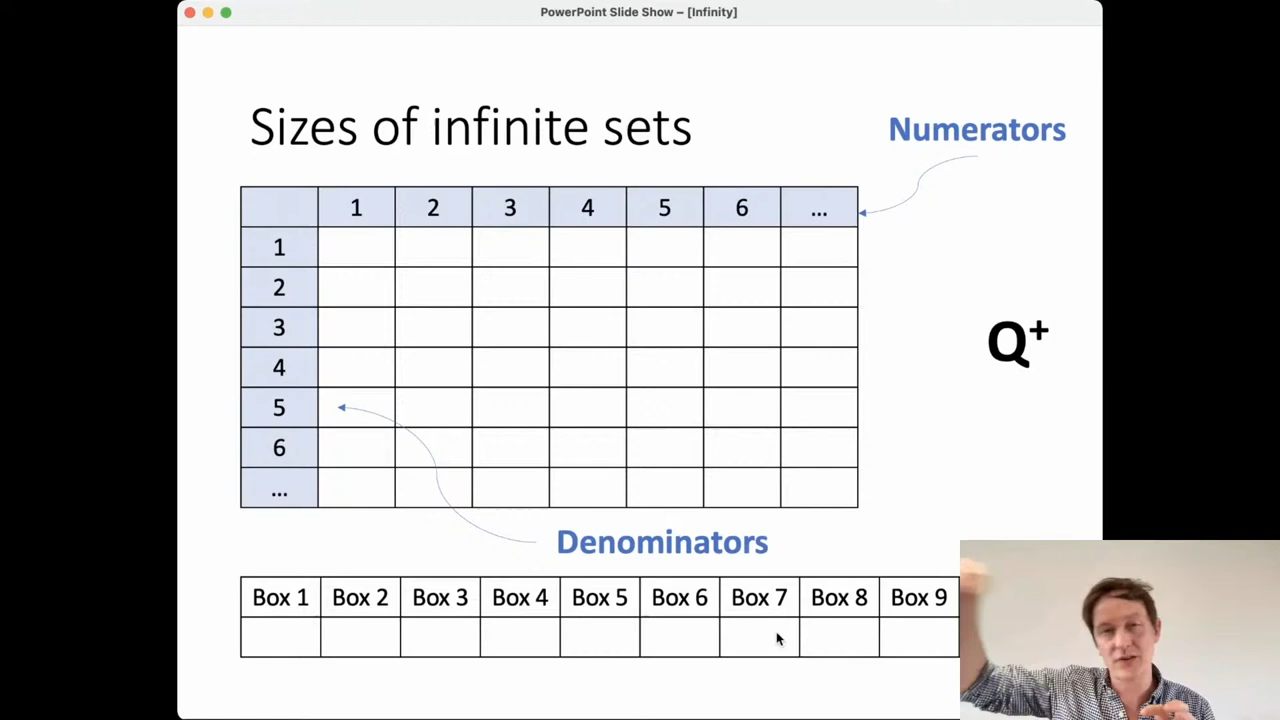 PowerPoint Slide Show – [Infinity]
Sizes of infinite sets
Numerators
1 2 3 4 5 6 ...
1
2
3
4
5
6
...
Q+
Denominators
Box 1 Box 2 Box 3 Box 4 Box 5 Box 6 Box 7 Box 8 Box 9